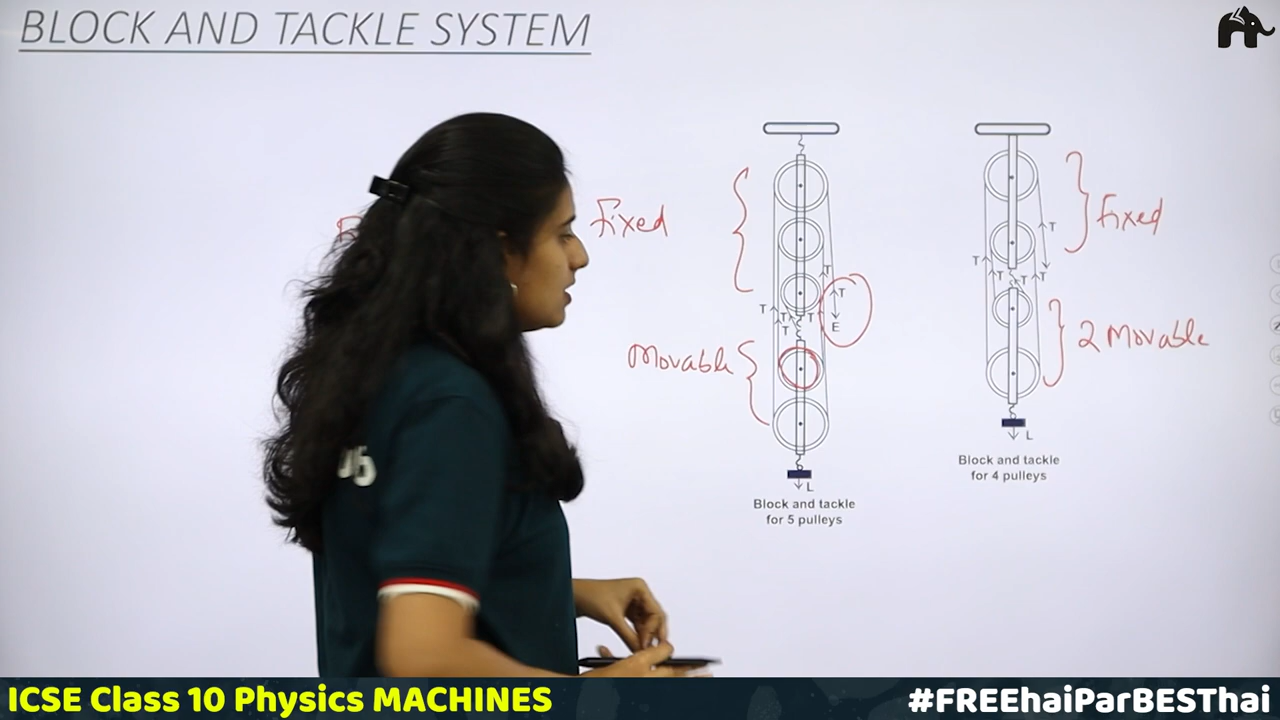 BLOCK AND TACKLE SYSTEM
Fixed
Movable
T
T
E
T
T
T
T
L
Block and tackle
for 5 pulleys
Fixed
2 Movable
T
T
T
T
T
L
Block and tackle
for 4 pulleys
ICSE Class 10 Physics MACHINES
#FREEhaiParBESThai